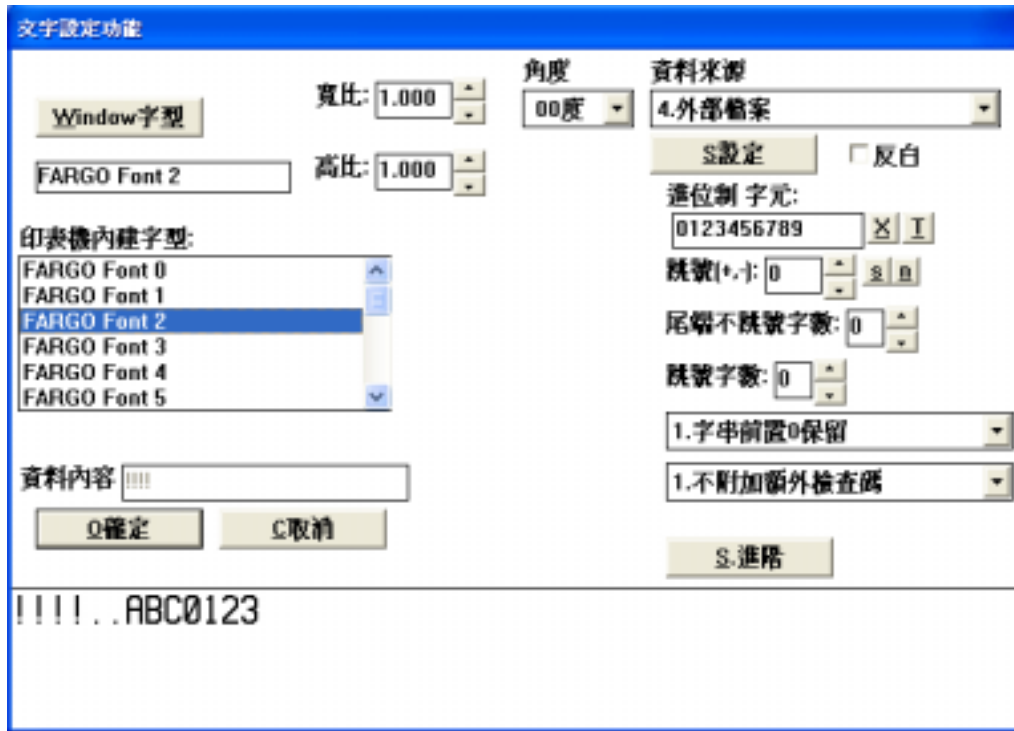 文字設定功能
Window字型
寬比: 1.000
角度
00度
資料來源
4.外部檔案
FARGO Font 2
高比: 1.000
S設定
反白
進位制 字元:
0123456789 X T
印表機內建字型:
FARGO Font 0
FARGO Font 1
FARGO Font 2
FARGO Font 3
FARGO Font 4
FARGO Font 5
跳號(+,-): 0 s n
尾端不跳號字數: 0
跳號字數: 0
1.字串前置0保留
1.不附加額外檢查碼
資料內容 !!!!
O確定
C取消
S.進階
!!!!..ABC0123